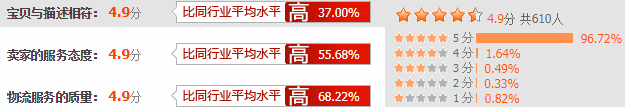 宝贝与描述相符： 4.9分 比同行业平均水平 高 37.00%
卖家的服务态度： 4.9分 比同行业平均水平 高 55.68%
物流服务的质量： 4.9分 比同行业平均水平 高 68.22%
4.9分 共610人
5分 96.72%
4分 1.64%
3分 0.49%
2分 0.33%
1分 0.82%